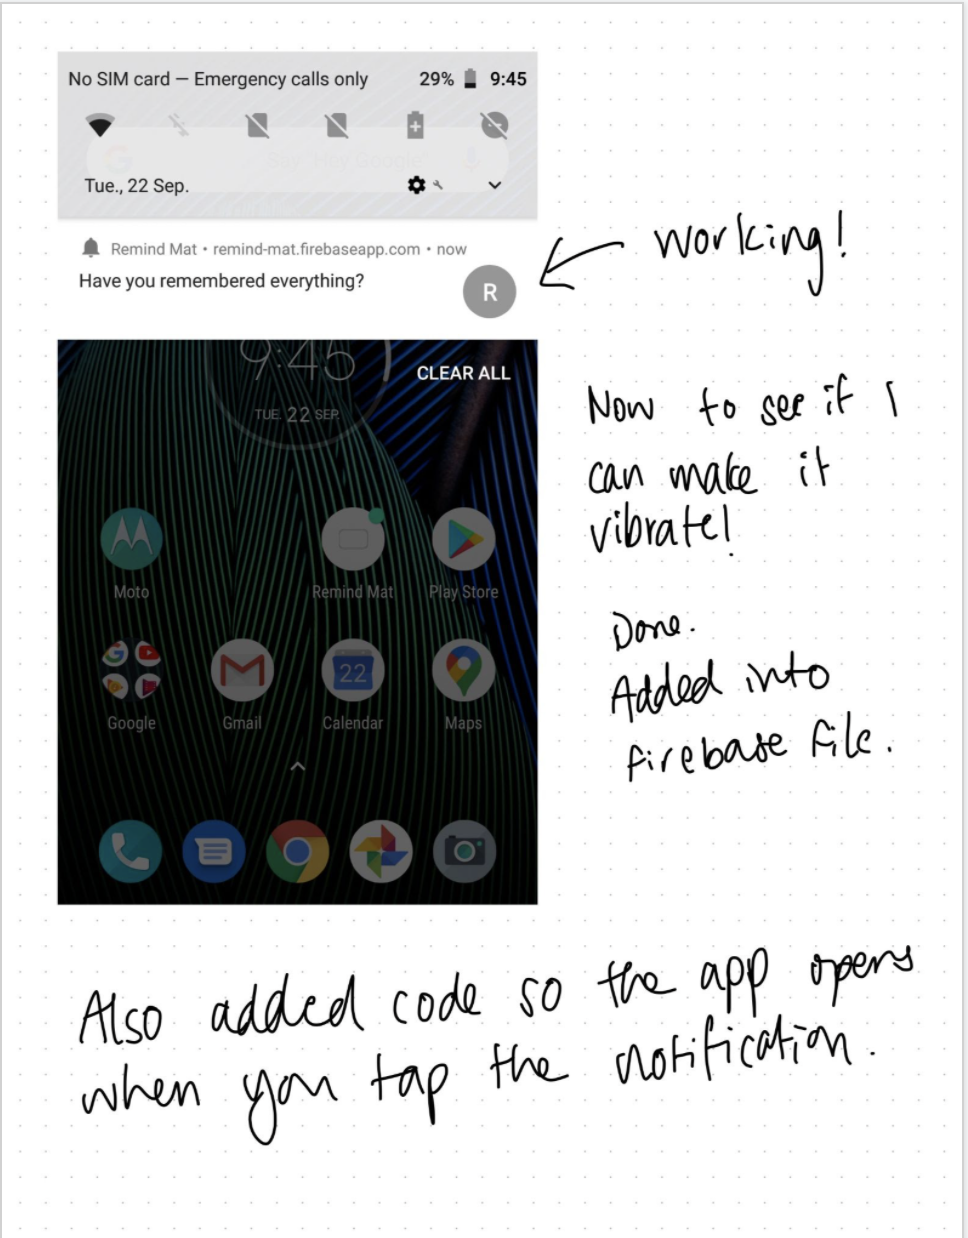 No SIM card — Emergency calls only 29% 9:45
Tue., 22 Sep.
Remind Mat • remind-mat.firebaseapp.com • now
Have you remembered everything?
R
working!
9:45
CLEAR ALL
TUE. 22 SEP.
Now to see if I
can make it
vibrate!
Moto
Remind Mat
Play Store
Done.
Added into
firebase file.
22
Google
Gmail
Calendar
Maps
Also added code so the app opens
when you tap the notification.